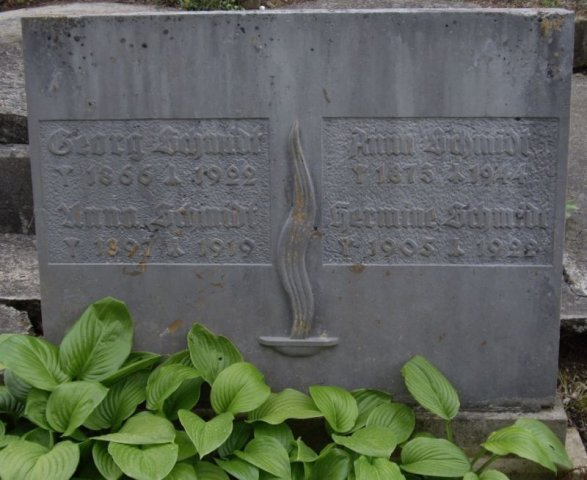 Georg Schmidt
ᛉ 1866 ᛣ 1922
Anna Schmidt
ᛉ 1897 ᛣ 1919
Anna Schmidt
ᛉ 1875 ᛣ 1944
Hermine Schmidt
ᛉ 1905 ᛣ 1922